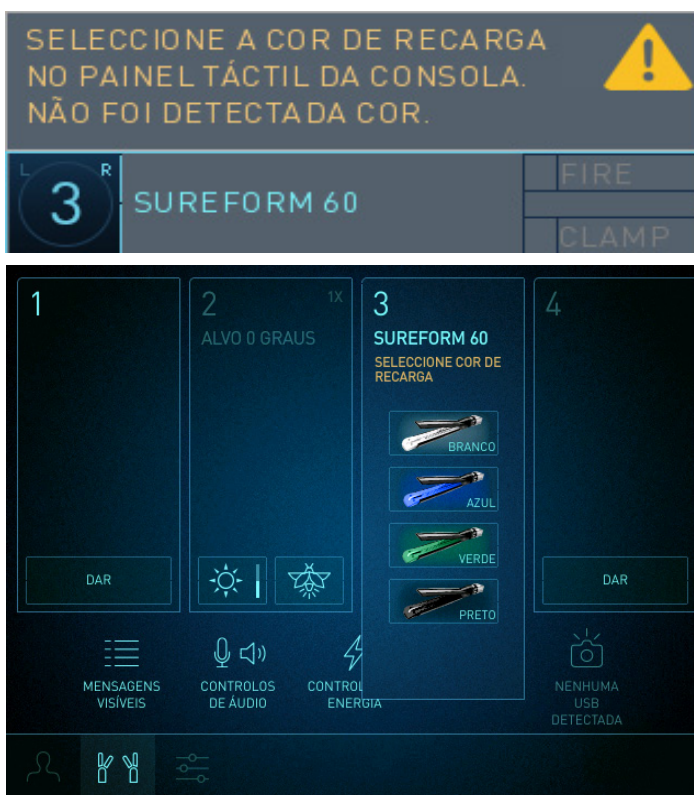 SELECCIONE A COR DE RECARGA
NO PAINEL TÁCTIL DA CONSOLA.
NÃO FOI DETECTADA COR.
L
3
R
SUREFORM 60
FIRE
CLAMP
1
DAR
2
1X
ALVO 0 GRAUS
3
SUREFORM 60
SELECCIONE COR DE
RECARGA
BRANCO
AZUL
VERDE
PRETO
4
DAR
MENSAGENS
VISÍVEIS
CONTROLOS
DE ÁUDIO
CONTROL
ENERGIA
NENHUMA
USB
DETECTADA